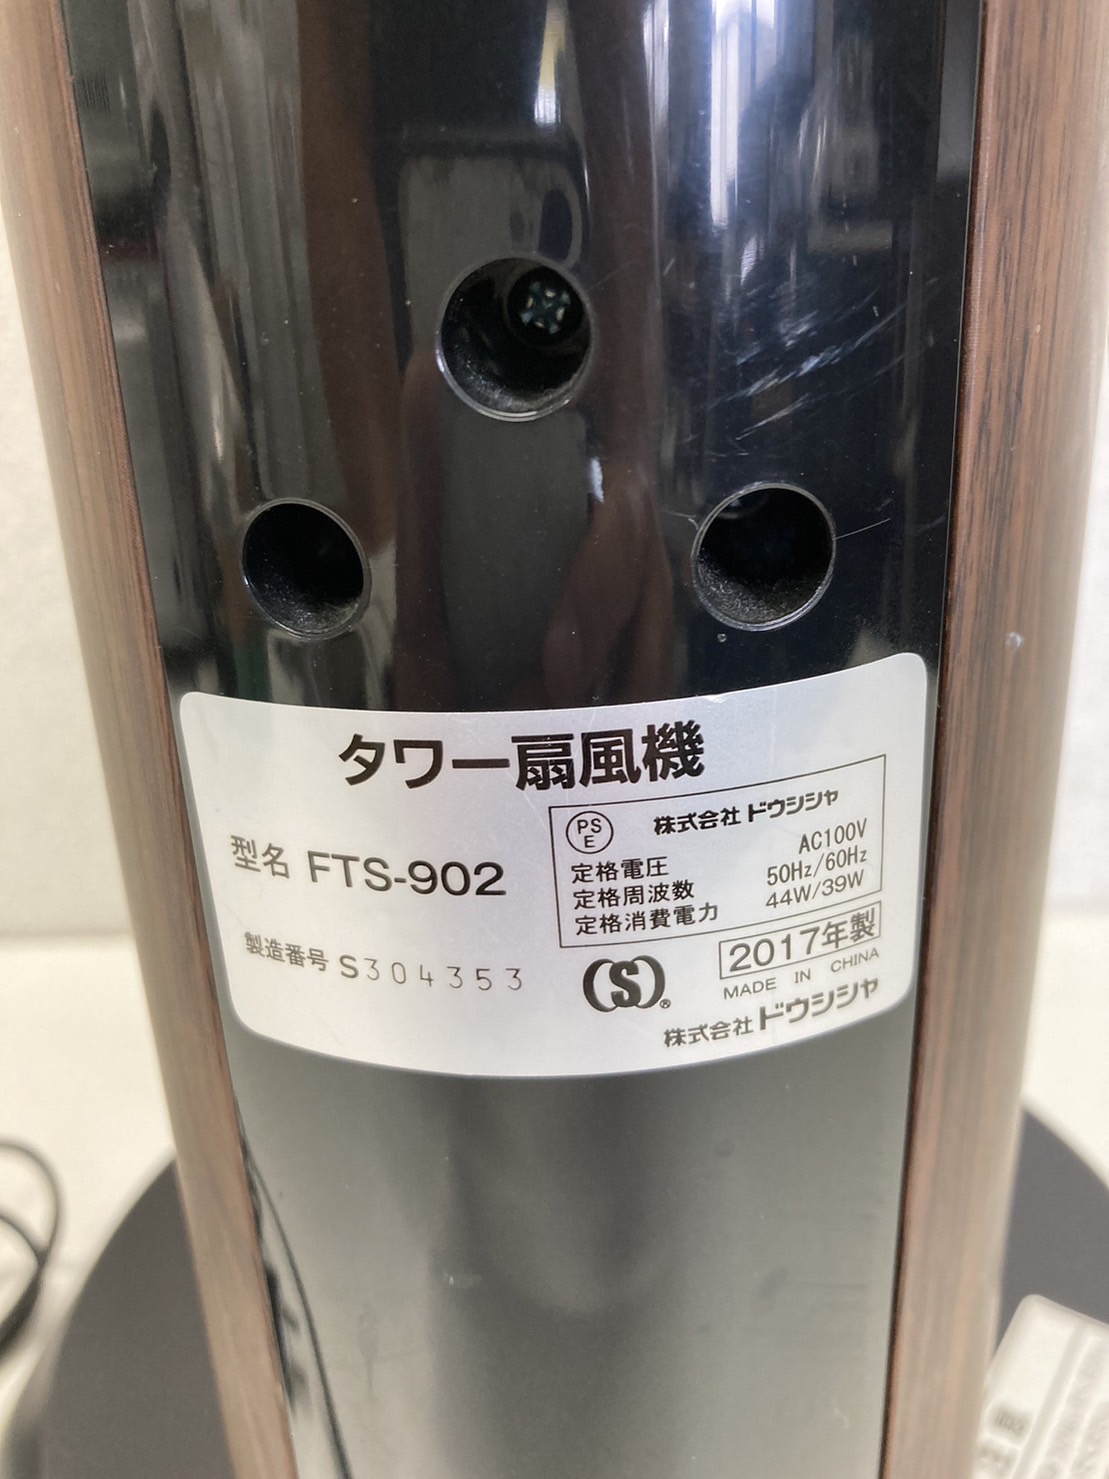 タワー扇風機
型名 FTS-902
製造番号 S304353
PS
E
株式会社 ドウシシャ
定格電圧 AC100V
定格周波数 50Hz/60Hz
定格消費電力 44W/39W
(S)®
2017年製
MADE IN CHINA
株式会社 ドウシシャ